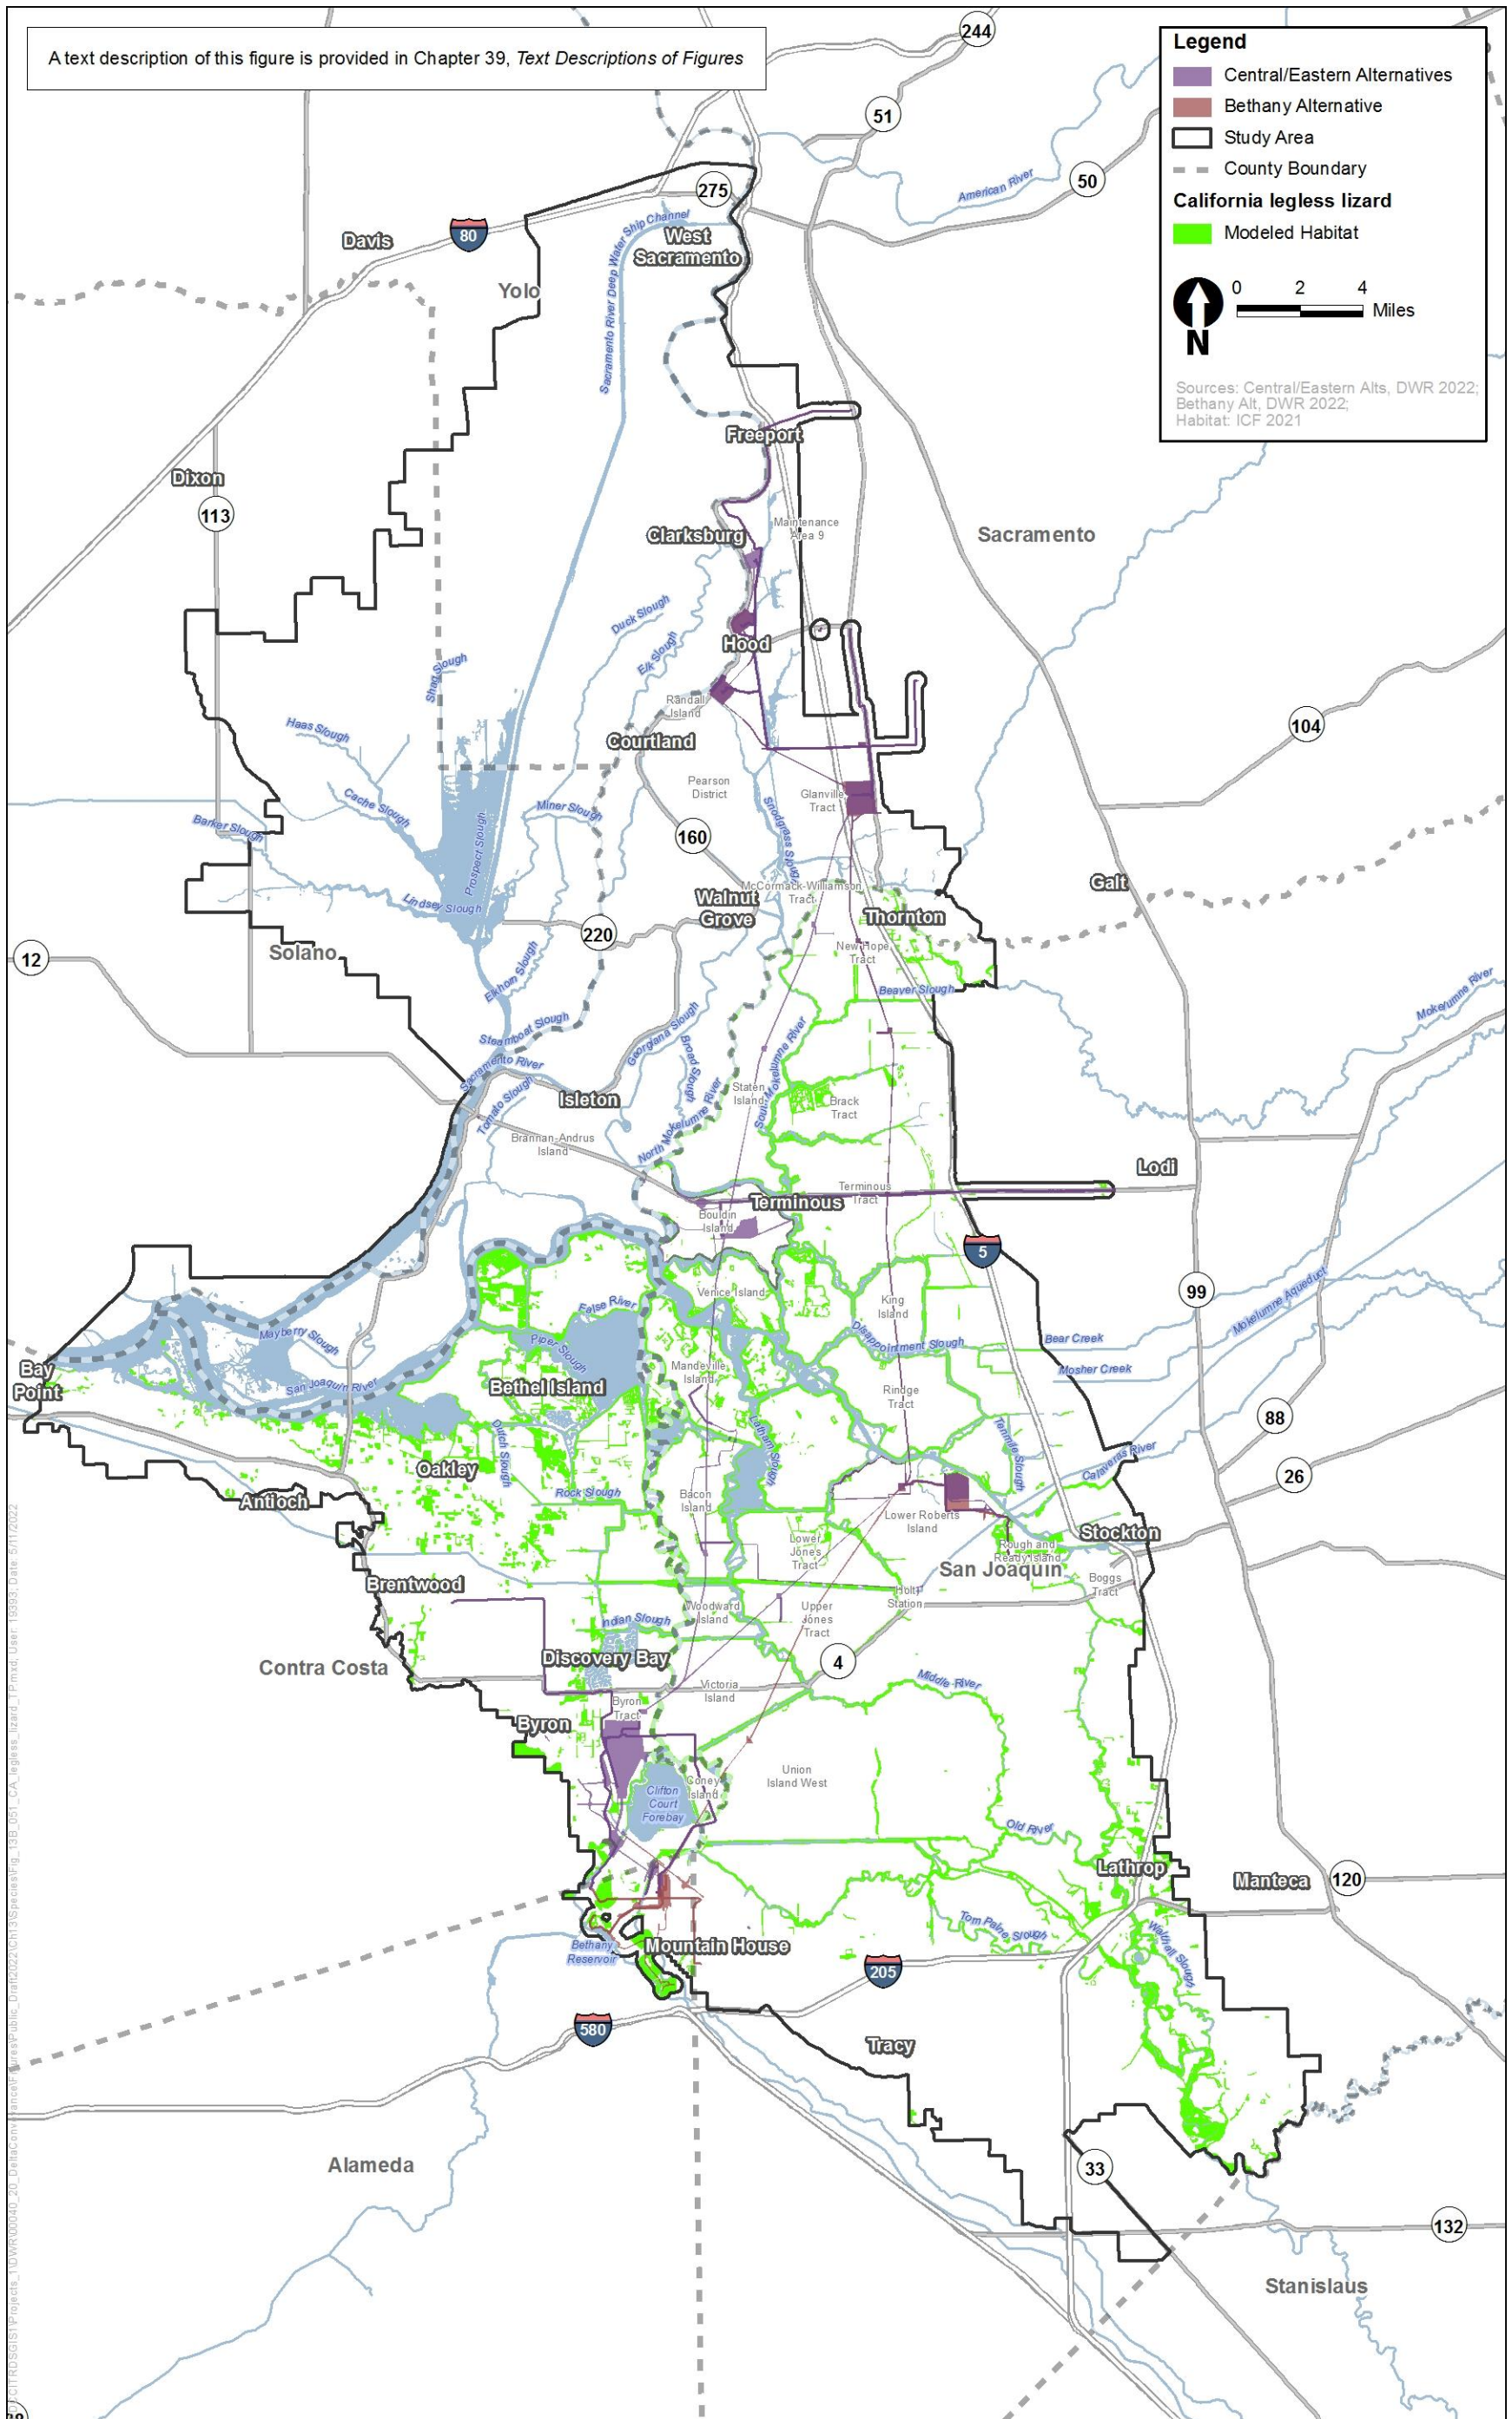 A text description of this figure is provided in Chapter 39, Text Descriptions of Figures
Legend
Central/Eastern Alternatives
Bethany Alternative
Study Area
County Boundary
California legless lizard
Modeled Habitat
0 2 4
Miles
N
Sources: Central/Eastern Alts, DWR 2022;
Bethany Alt, DWR 2022;
Habitat: ICF 2021
244
51
50
American River
275
80
Davis
Yolo
West
Sacramento
Sacramento River Deep Water Ship Channel
Freeport
Dixon
113
Clarksburg
Maintenance
Area 9
Sacramento
Duck Slough
Elk Slough
Hood
Shag Slough
Randall
Island
Haas Slough
Courtland
104
Cache Slough
Pearson
District
Glanville
Tract
Barker Slough
Miner Slough
Prospect Slough
Snodgrass Slough
160
McCormack-Williamson
Tract
Galt
Lindsey Slough
Walnut
Grove
Thornton
220
12
Solano
New Hope
Tract
Elkhorn Slough
Beaver Slough
Mokelumne River
Steamboat Slough
Georgiana Slough
Sacramento River
Broad Slough
South Mokelumne River
Tomato Slough
Isleton
Staten
Island
Brack
Tract
North Mokelumne River
Brannan-Andrus
Island
Lodi
Terminous
Tract
Terminous
Bouldin
Island
5
99
Mokelumne Aqueduct
Venice Island
King
Island
False River
Mayberry Slough
Piper Slough
Disappointment Slough
Bear Creek
Mosher Creek
Bay
Point
San Joaquin River
Bethel Island
Mandeville
Island
Rindge
Tract
88
Dutch Slough
Latham Slough
Tenmile Slough
Calaveras River
26
Oakley
Antioch
Rock Slough
Bacon
Island
Lower Roberts
Island
Stockton
Lower
Jones
Tract
Rough and
Ready Island
San Joaquin
Boggs
Tract
Brentwood
Holt
Station
Woodward
Island
Upper
Jones
Tract
Indian Slough
Discovery Bay
4
Contra Costa
Victoria
Island
Middle River
Byron
Tract
Byron
Union
Island West
Coney
Island
Clifton
Court
Forebay
Old River
Lathrop
Manteca
120
Tom Paine Slough
Walthall Slough
Bethany
Reservoir
Mountain House
205
580
Tracy
Alameda
33
132
Stanislaus